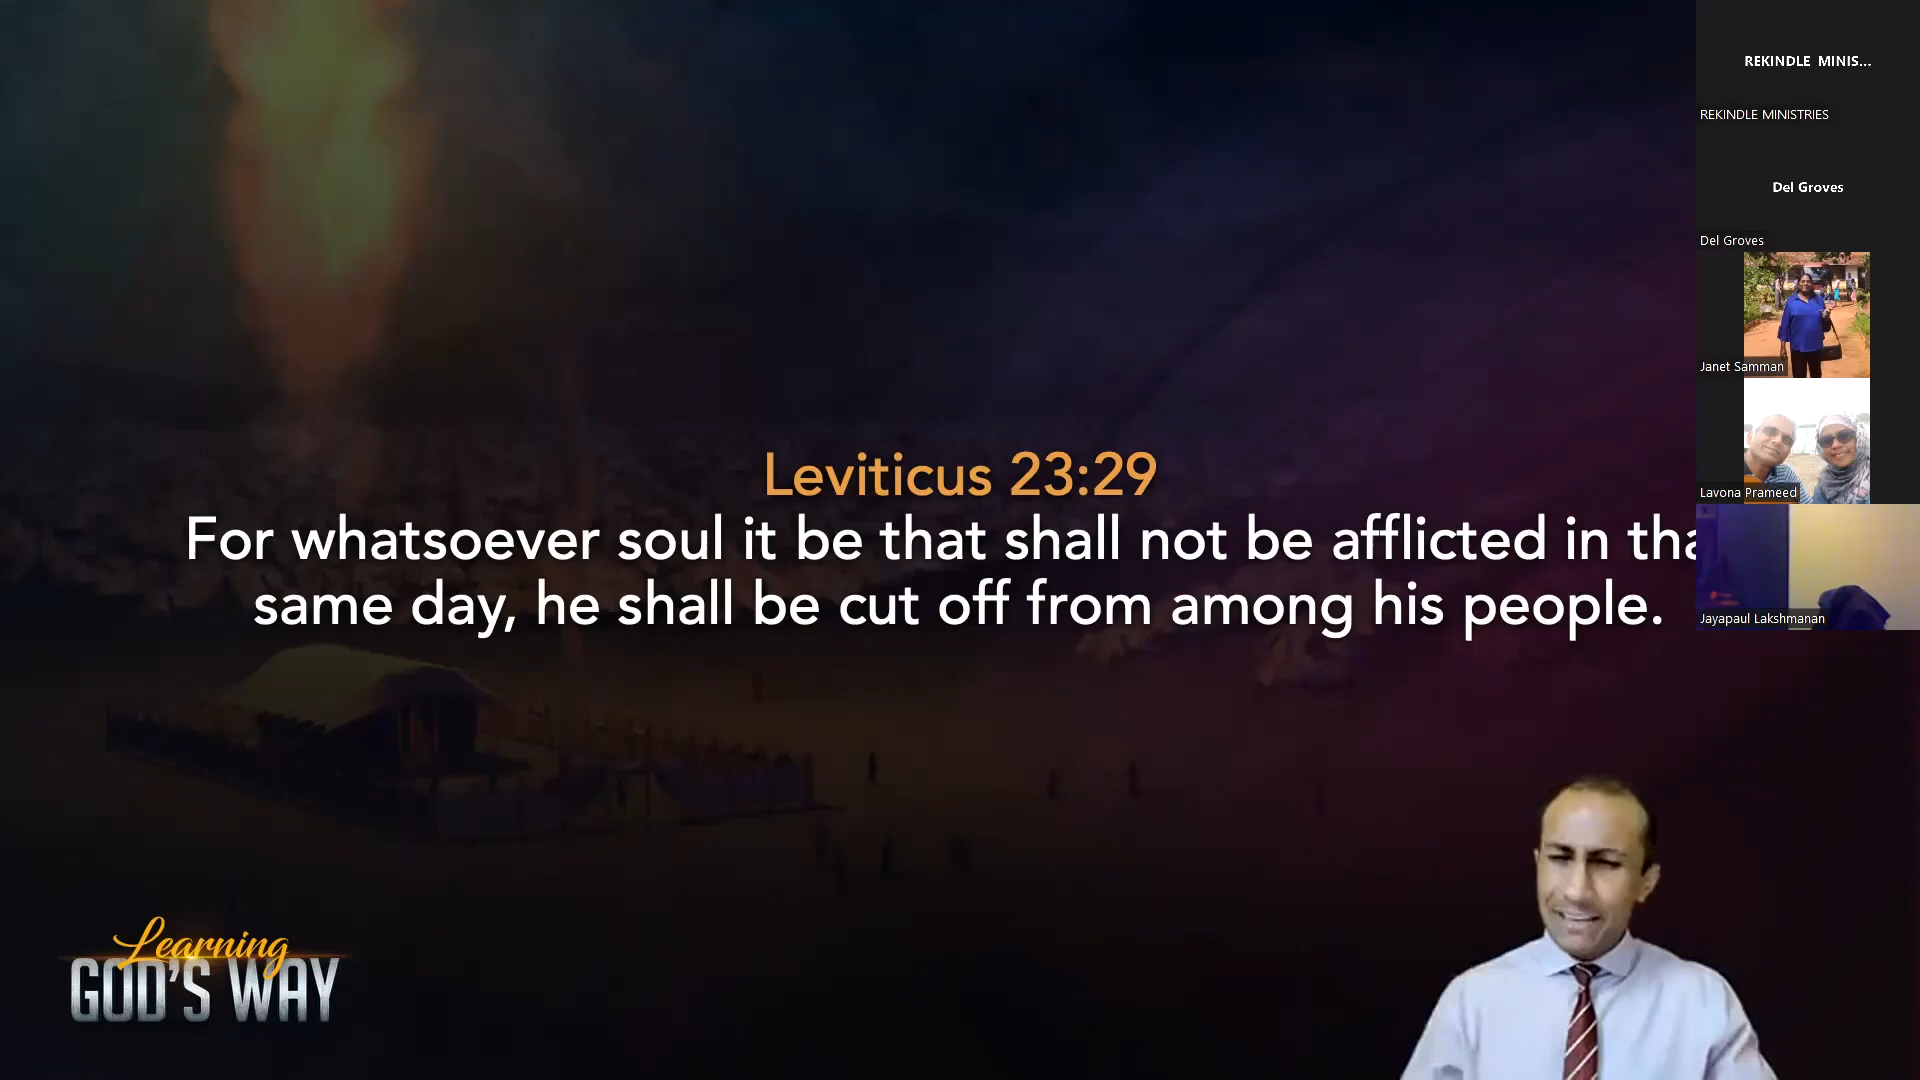 REKINDLE MINIS...
REKINDLE MINISTRIES
Del Groves
Del Groves
Janet Samman
Lavona Prameed
Jayapaul Lakshmanan
Leviticus 23:29
For whatsoever soul it be that shall not be afflicted in tha
same day, he shall be cut off from among his people.
Learning
GOD'S WAY